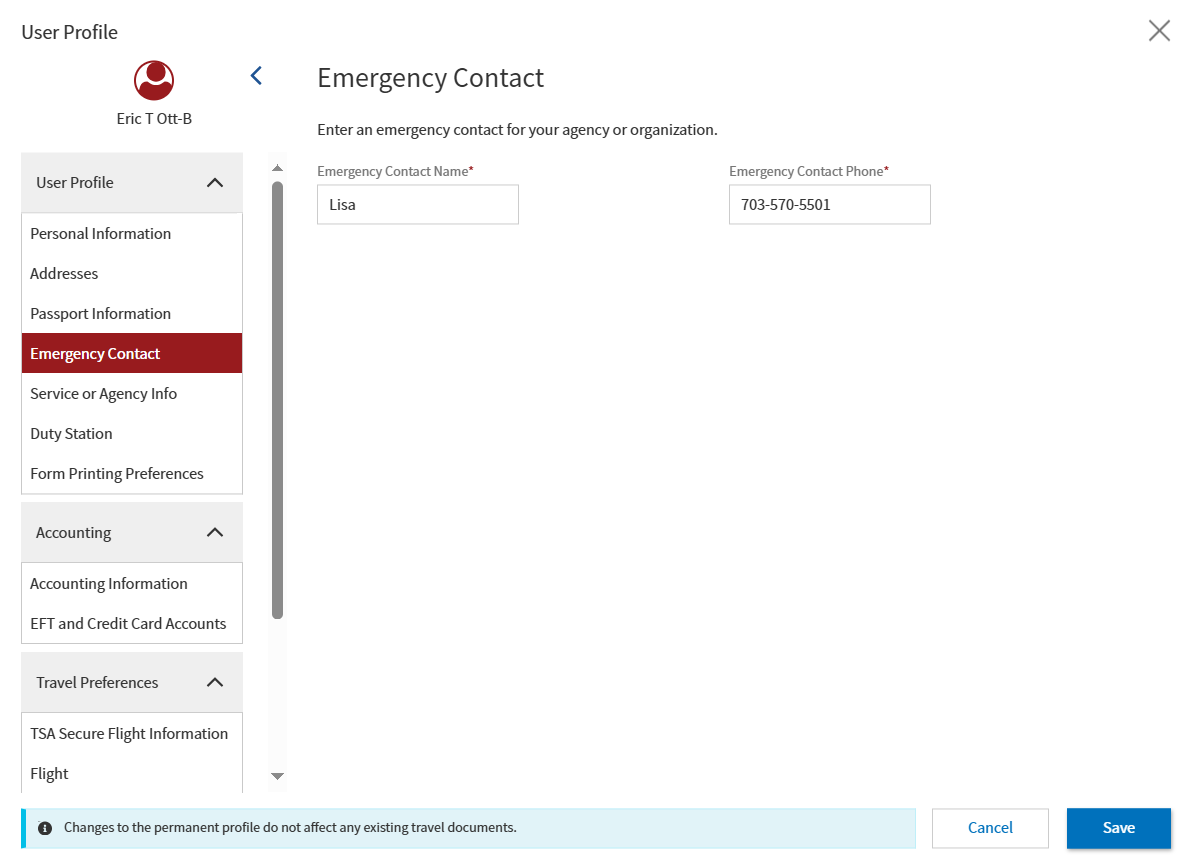 User Profile
Eric T Ott-B
User Profile
Personal Information
Addresses
Passport Information
Emergency Contact
Service or Agency Info
Duty Station
Form Printing Preferences
Accounting
Accounting Information
EFT and Credit Card Accounts
Travel Preferences
TSA Secure Flight Information
Flight
Emergency Contact
Enter an emergency contact for your agency or organization.
Emergency Contact Name*
Lisa
Emergency Contact Phone*
703-570-5501
Changes to the permanent profile do not affect any existing travel documents.
Cancel
Save